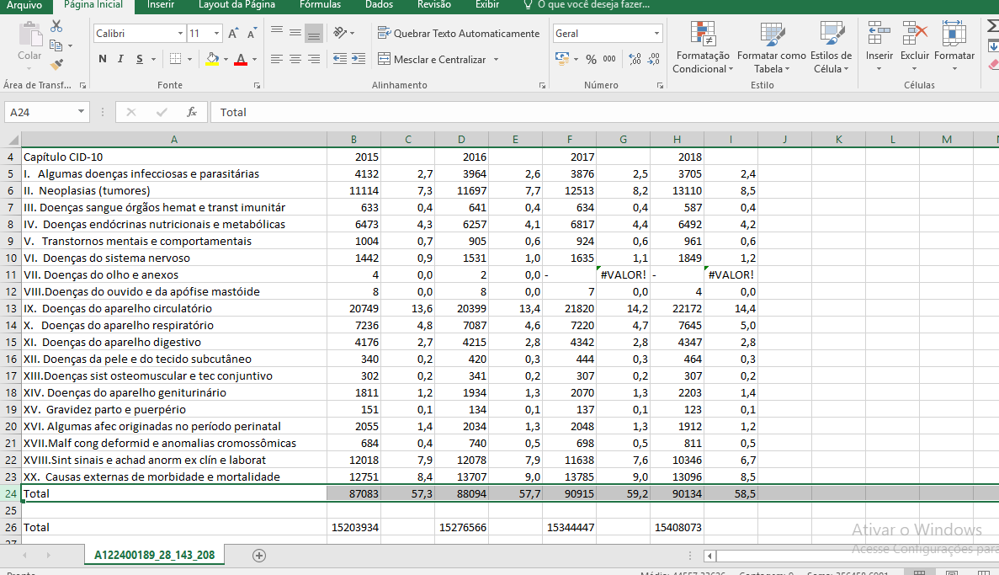 Arquivo Página Inicial Inserir Layout da Página Fórmulas Dados Revisão Exibir O que você deseja fazer...
Colar
Calibri 11
Quebrar Texto Automaticamente
Geral
N I S
Mesclar e Centralizar
% 000
Formatação Condicional
Formatar como Tabela
Estilos de Célula
Inserir Excluir Formatar
Área de Transf... Fonte Alinhamento Número Estilo Células
A24 fx Total
A B C D E F G H I J K L M
4 Capítulo CID-10 2015 2016 2017 2018
5 I. Algumas doenças infecciosas e parasitárias 4132 2,7 3964 2,6 3876 2,5 3705 2,4
6 II. Neoplasias (tumores) 11114 7,3 11697 7,7 12513 8,2 13110 8,5
7 III. Doenças sangue órgãos hemat e transt imunitár 633 0,4 641 0,4 634 0,4 587 0,4
8 IV. Doenças endócrinas nutricionais e metabólicas 6473 4,3 6257 4,1 6817 4,4 6492 4,2
9 V. Transtornos mentais e comportamentais 1004 0,7 905 0,6 924 0,6 961 0,6
10 VI. Doenças do sistema nervoso 1442 0,9 1531 1,0 1635 1,1 1849 1,2
11 VII. Doenças do olho e anexos 4 0,0 2 0,0 - #VALOR! - #VALOR!
12 VIII.Doenças do ouvido e da apófise mastóide 8 0,0 8 0,0 7 0,0 4 0,0
13 IX. Doenças do aparelho circulatório 20749 13,6 20399 13,4 21820 14,2 22172 14,4
14 X. Doenças do aparelho respiratório 7236 4,8 7087 4,6 7220 4,7 7645 5,0
15 XI. Doenças do aparelho digestivo 4176 2,7 4215 2,8 4342 2,8 4347 2,8
16 XII. Doenças da pele e do tecido subcutâneo 340 0,2 420 0,3 444 0,3 464 0,3
17 XIII.Doenças sist osteomuscular e tec conjuntivo 302 0,2 341 0,2 307 0,2 307 0,2
18 XIV. Doenças do aparelho geniturinário 1811 1,2 1934 1,3 2070 1,3 2203 1,4
19 XV. Gravidez parto e puerpério 151 0,1 134 0,1 137 0,1 123 0,1
20 XVI. Algumas afec originadas no período perinatal 2055 1,4 2034 1,3 2048 1,3 1912 1,2
21 XVII.Malf cong deformid e anomalias cromossômicas 684 0,4 740 0,5 698 0,5 811 0,5
22 XVIII.Sint sinais e achad anorm ex clín e laborat 12018 7,9 12078 7,9 11638 7,6 10346 6,7
23 XX. Causas externas de morbidade e mortalidade 12751 8,4 13707 9,0 13785 9,0 13096 8,5
24 Total 87083 57,3 88094 57,7 90915 59,2 90134 58,5
25
26 Total 15203934 15276566 15344447 15408073
Ativar o Windows
Acesse Configurações para
A122400189_28_143_208